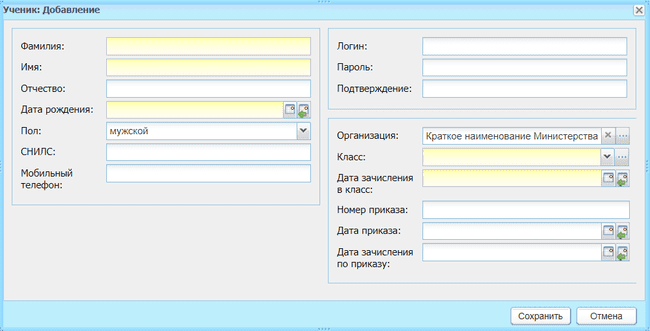 Ученик: Добавление
Фамилия:
Имя:
Отчество:
Дата рождения:
Пол: мужской
СНИЛС:
Мобильный
телефон:
Логин:
Пароль:
Подтверждение:
Организация: Краткое наименование Министерства
Класс:
Дата зачисления
в класс:
Номер приказа:
Дата приказа:
Дата зачисления
по приказу:
Сохранить Отмена